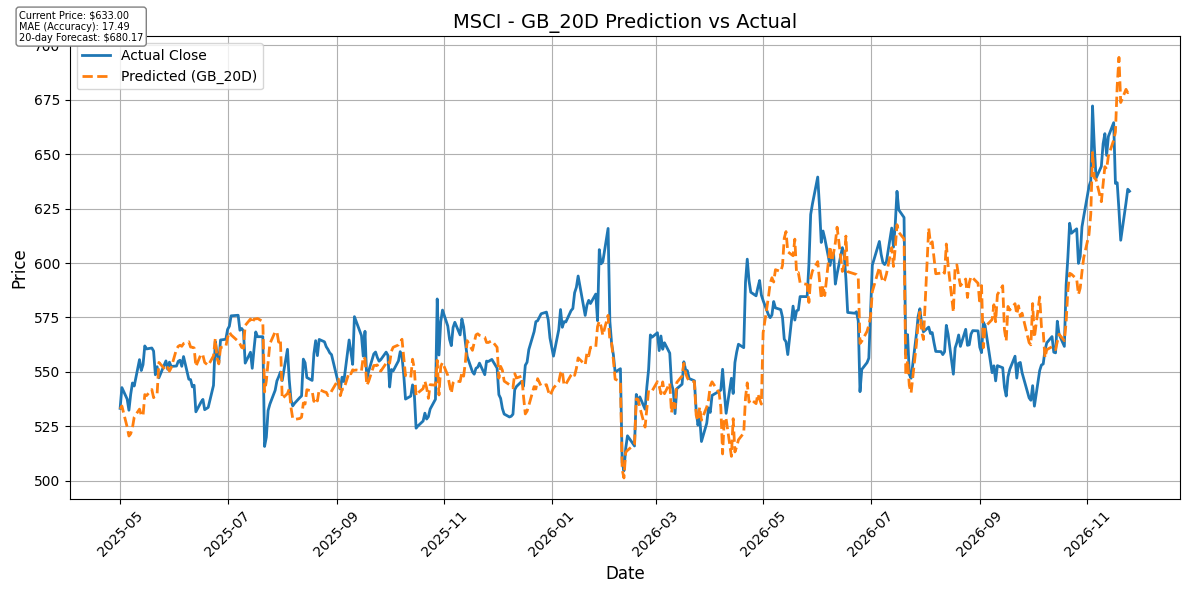 MSCI - GB_20D Prediction vs Actual
Current Price: $633.00
MAE (Accuracy): 17.49
20-day Forecast: $680.17
Actual Close
Predicted (GB_20D)
Price
700
675
650
625
600
575
550
525
500
2025-05
2025-07
2025-09
2025-11
2026-01
2026-03
2026-05
2026-07
2026-09
2026-11
Date